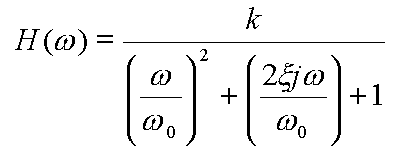 H(ω) = k / ((ω/ω₀)² + (2ξjω/ω₀) + 1)